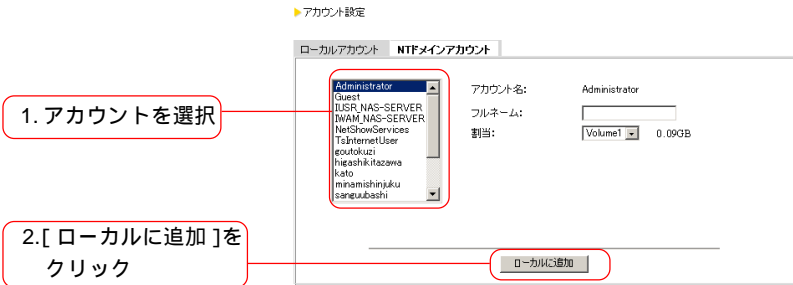 ▶アカウント設定
ローカルアカウント NTドメインアカウント
1. アカウントを選択
Administrator
Guest
IUSR_NAS-SERVER
IWAM_NAS-SERVER
NetShowServices
TsInternetUser
goutokuzi
higashikitazawa
kato
minamishinjuku
sanguubashi
アカウント名: Administrator
フルネーム:
割当: Volume1 0.09GB
2.[ ローカルに追加 ]を
クリック
ローカルに追加